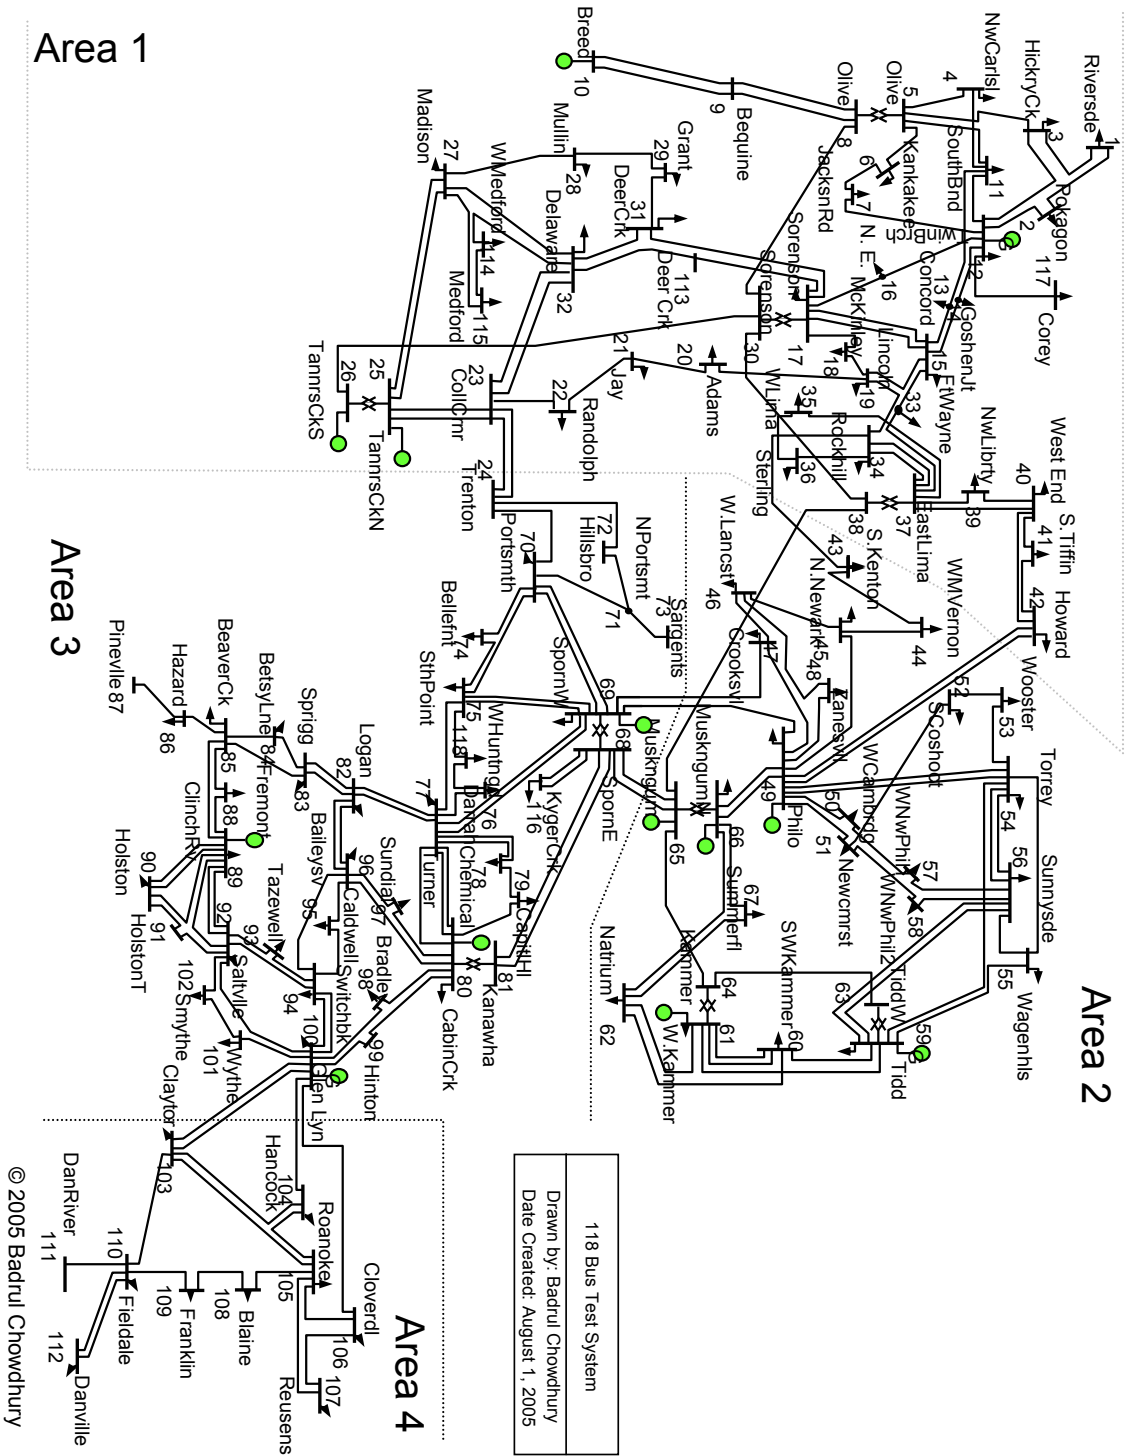 Area 1
Area 2
Area 3
Area 4
118 Bus Test System
Drawn by: Badrul Chowdhury
Date Created: August 1, 2005
© 2005 Badrul Chowdhury
Riversde
1
Pokagon
2
HickryCk
3
NwCarlsl
4
Olive
5
Kankakee
6
JacksnRd
7
Olive
8
Bequine
9
Breed
10
SouthBnd
11
TwinBrch
12
G
Corey
117
Concord
13
GoshenJt
14
FtWayne
15
N. E.
16
Sorenson
17
McKinley
18
Lincoln
19
Adams
20
Jay
21
Randolph
22
CollCrnr
23
Trenton
24
TannrsCkN
25
TannrsCkS
26
Madison
27
Mullin
28
Grant
29
Sorenson
30
DeerCrk
31
Delaware
32
Deer Crk
113
WMedford
114
Medford
115
33
Rockhill
34
WLima
35
Sterling
36
EastLima
37
38
NwLibrty
39
West End
40
S.Tiffin
41
Howard
42
S.Kenton
43
WMVernon
44
N.Newark
45
W.Lancst
46
Crooksvl
47
Zaneswll
48
Philo
49
WCambrdg
50
Newcmrst
51
SCoshoct
52
Wooster
53
Torrey
54
Wagenhls
55
Sunnysde
56
WNwPhil
57
WNwPhil2
58
Tidd
59
G
SWKammer
60
W.Kammer
61
Natrium
62
TiddW
63
Kammer
64
Muskngum
65
MuskngumN
66
Summerfl
67
SpornE
68
SpornW
69
Portsmth
70
NPortsmt
71
Hillsbro
72
Sargents
73
Bellefnt
74
SthPoint
75
WHuntngd
118
DarrahChemical
76
Turner
77
78
CapitlHl
79
CabinCrk
80
Kanawha
81
KygerCrk
116
Logan
82
Sprigg
83
BetsyLne
84
BeaverCk
85
Hazard
86
Pinevlle 87
Fremont
88
ClinchRv
89
Holston
90
HolstonT
91
Saltvlle
92
Tazewell
93
Switchbk
94
Caldwell
95
Baileysv
96
Sundial
97
Bradley
98
Hinton
99
Glen Lyn
100
G
Wythe
101
Smythe
102
Claytor
103
Hancock
104
Roanoke
105
Cloverdl
106
Reusens
107
Blaine
108
Franklin
109
Fieldale
110
DanRiver
111
Danville
112